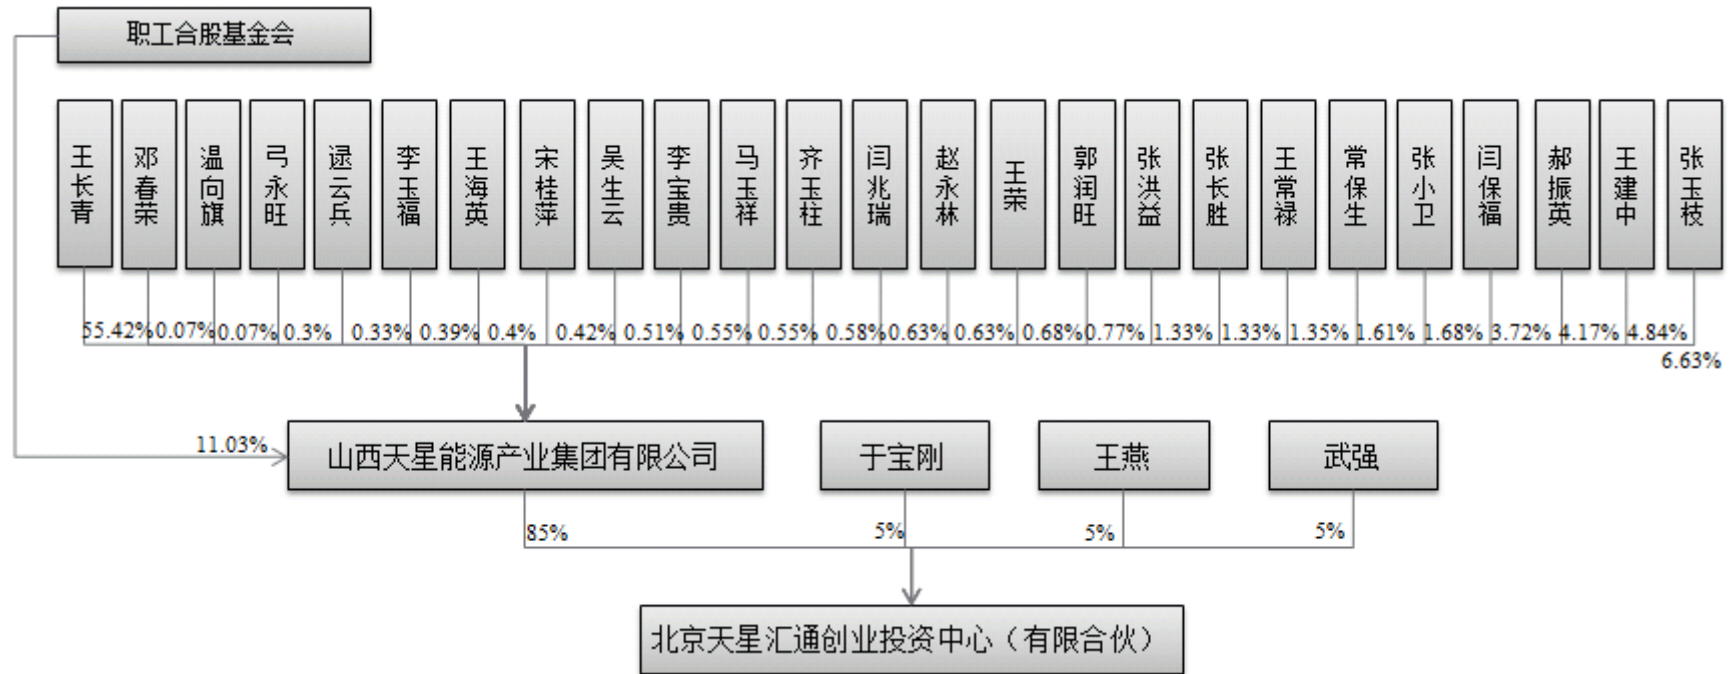 职工合股基金会
王长青
邓春荣
温向旗
弓永旺
逯云兵
李玉福
王海英
宋桂萍
吴生云
李宝贵
马玉祥
齐玉柱
闫兆瑞
赵永林
王荣
郭润旺
张洪益
张长胜
王常禄
常保生
张小卫
闫保福
郝振英
王建中
张玉枝
55.42%
0.07%
0.07%
0.3%
0.33%
0.39%
0.4%
0.42%
0.51%
0.55%
0.55%
0.58%
0.63%
0.63%
0.68%
0.77%
1.33%
1.33%
1.35%
1.61%
1.68%
3.72%
4.17%
4.84%
6.63%
11.03%
山西天星能源产业集团有限公司
于宝刚
王燕
武强
85%
5%
5%
5%
北京天星汇通创业投资中心（有限合伙）